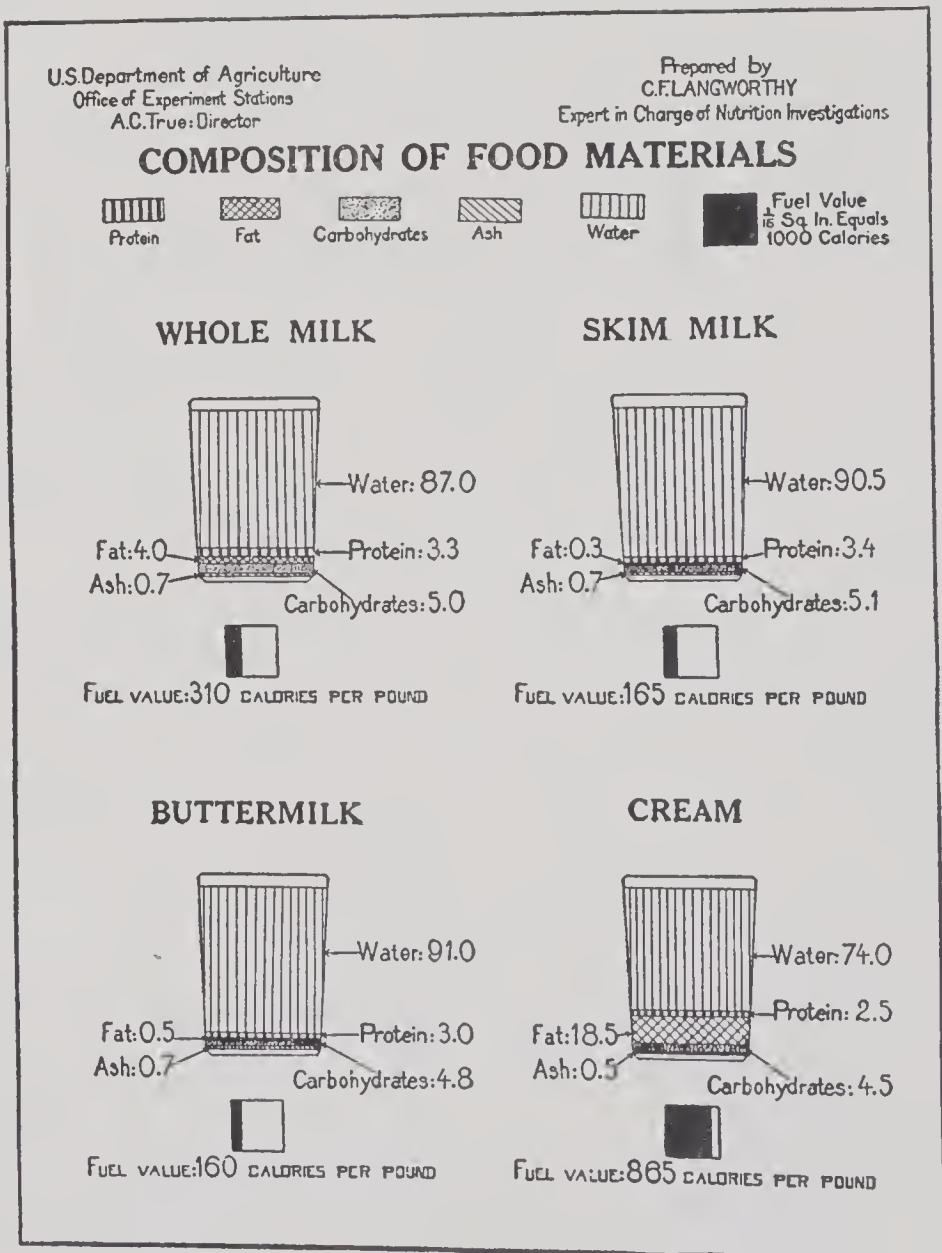 U.S. Department of Agriculture
Office of Experiment Stations
A.C. True: Director
Prepared by
C.F. LANGWORTHY
Expert in Charge of Nutrition Investigations
COMPOSITION OF FOOD MATERIALS
Protein
Fat
Carbohydrates
Ash
Water
Fuel Value
1/16 Sq. In. Equals
1000 Calories
WHOLE MILK
Water: 87.0
Fat: 4.0
Protein: 3.3
Ash: 0.7
Carbohydrates: 5.0
FUEL VALUE: 310 CALORIES PER POUND
SKIM MILK
Water: 90.5
Fat: 0.3
Protein: 3.4
Ash: 0.7
Carbohydrates: 5.1
FUEL VALUE: 165 CALORIES PER POUND
BUTTERMILK
Water: 91.0
Fat: 0.5
Protein: 3.0
Ash: 0.7
Carbohydrates: 4.8
FUEL VALUE: 160 CALORIES PER POUND
CREAM
Water: 74.0
Protein: 2.5
Fat: 18.5
Ash: 0.5
Carbohydrates: 4.5
FUEL VALUE: 865 CALORIES PER POUND